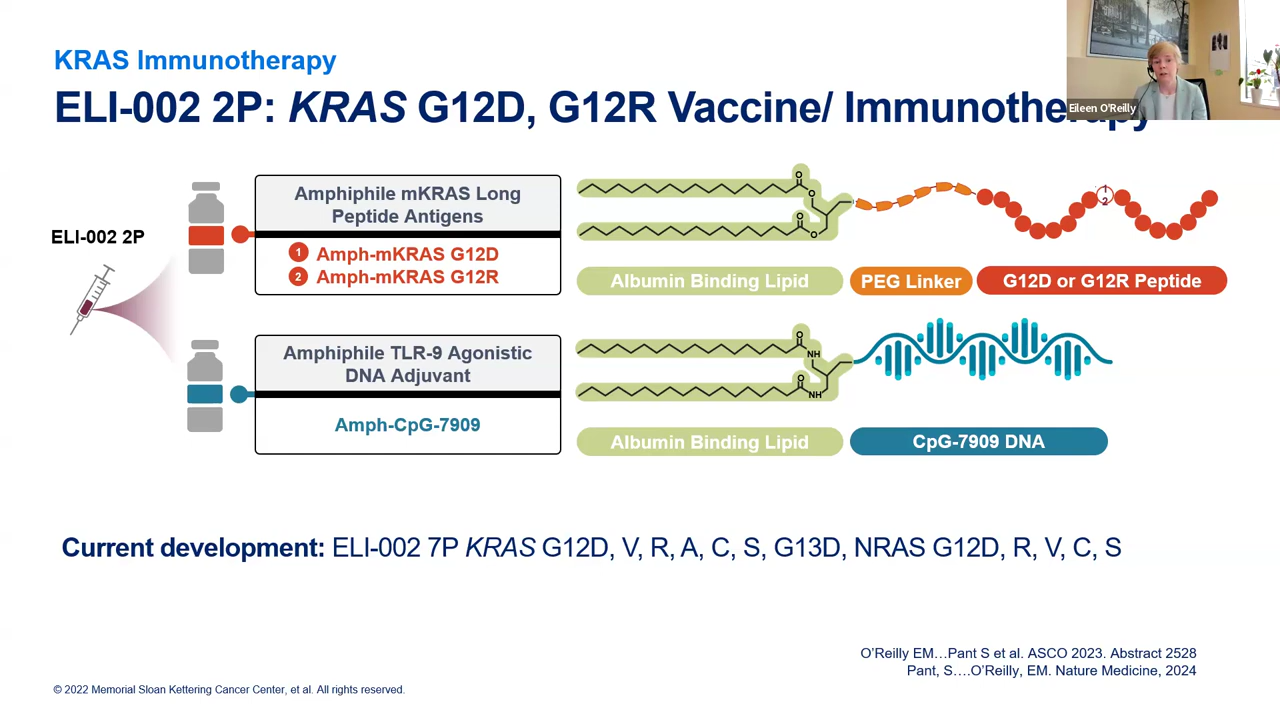 KRAS Immunotherapy
ELI-002 2P: KRAS G12D, G12R Vaccine/ Immunotherapy
Eileen O'Reilly
ELI-002 2P
Amphiphile mKRAS Long
Peptide Antigens
1 Amph-mKRAS G12D
2 Amph-mKRAS G12R
O
O
O
O
1
2
Albumin Binding Lipid
PEG Linker
G12D or G12R Peptide
Amphiphile TLR-9 Agonistic
DNA Adjuvant
Amph-CpG-7909
O
NH
O
NH
Albumin Binding Lipid
CpG-7909 DNA
Current development: ELI-002 7P KRAS G12D, V, R, A, C, S, G13D, NRAS G12D, R, V, C, S
O'Reilly EM…Pant S et al. ASCO 2023. Abstract 2528
Pant, S….O'Reilly, EM. Nature Medicine, 2024
© 2022 Memorial Sloan Kettering Cancer Center, et al. All rights reserved.